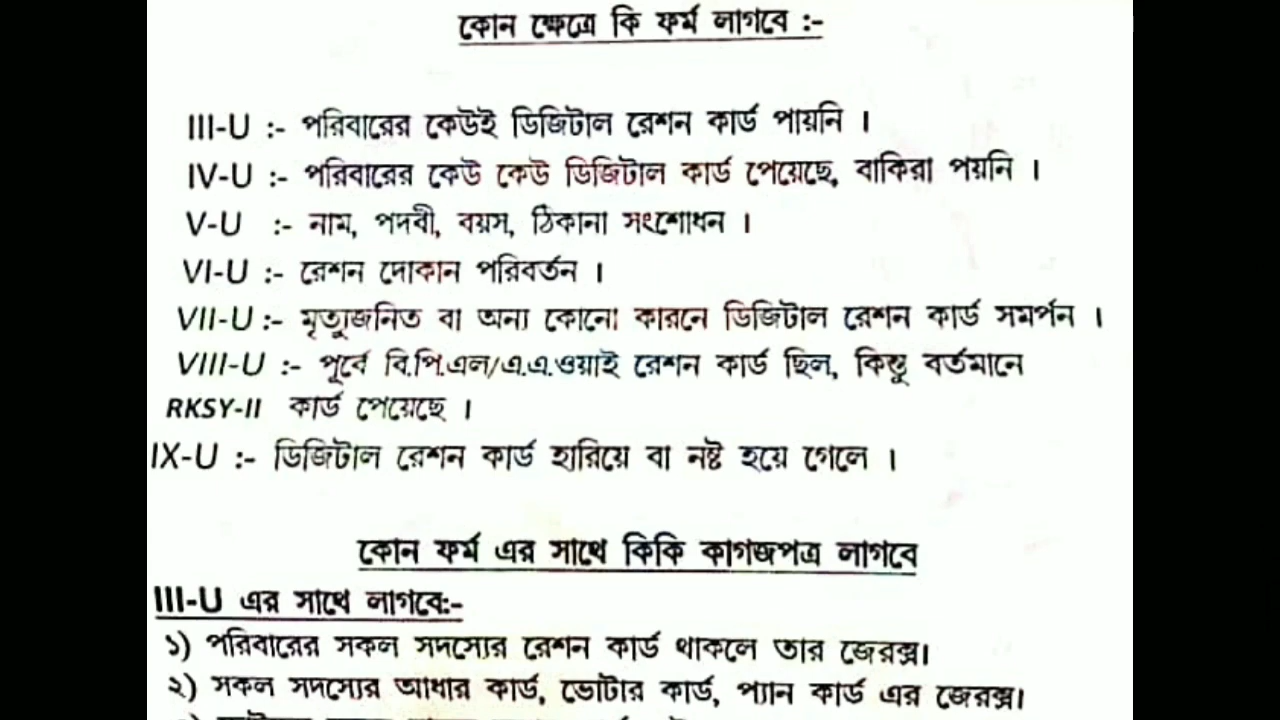 কোন ক্ষেত্রে কি ফর্ম লাগবে :-
III-U :- পরিবারের কেউই ডিজিটাল রেশন কার্ড পায়নি ।
IV-U :- পরিবারের কেউ কেউ ডিজিটাল কার্ড পেয়েছে, বাকিরা পয়নি ।
V-U :- নাম, পদবী, বয়স, ঠিকানা সংশোধন ।
VI-U :- রেশন দোকান পরিবর্তন ।
VII-U :- মৃত্যুজনিত বা অন্য কোনো কারনে ডিজিটাল রেশন কার্ড সমর্পন ।
VIII-U :- পূর্বে বি.পি.এল/এ.এ.ওয়াই রেশন কার্ড ছিল, কিন্তু বর্তমানে
RKSY-II কার্ড পেয়েছে ।
IX-U :- ডিজিটাল রেশন কার্ড হারিয়ে বা নষ্ট হয়ে গেলে ।
কোন ফর্ম এর সাথে কিকি কাগজপত্র লাগবে
III-U এর সাথে লাগবে:-
১) পরিবারের সকল সদস্যের রেশন কার্ড থাকলে তার জেরক্স।
২) সকল সদস্যের আধার কার্ড, ভোটার কার্ড, প্যান কার্ড এর জেরক্স।